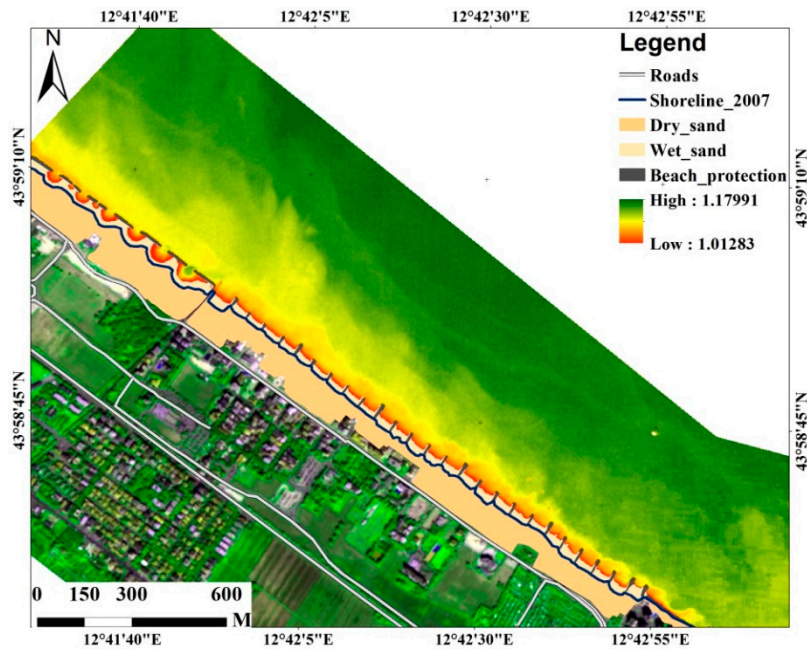 12°41'40"E 12°42'5"E 12°42'30"E 12°42'55"E
N
Legend
Roads
Shoreline_2007
Dry_sand
Wet_sand
Beach_protection
High : 1.17991
Low : 1.01283
43°59'10"N 43°59'10"N
43°58'45"N 43°58'45"N
0 150 300 600
M
12°41'40"E 12°42'5"E 12°42'30"E 12°42'55"E